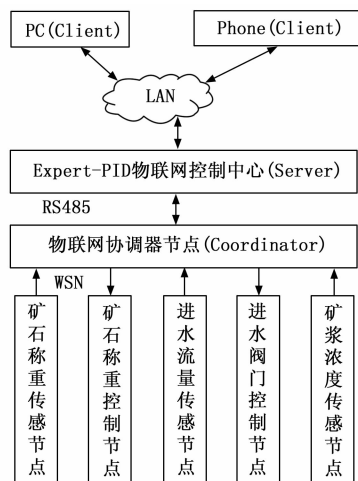 PC(Client)
Phone(Client)
LAN
Expert-PID物联网控制中心(Server)
RS485
物联网协调器节点(Coordinator)
WSN
矿石称重传感节点
矿石称重控制节点
进水流量传感节点
进水阀门控制节点
矿浆浓度传感节点